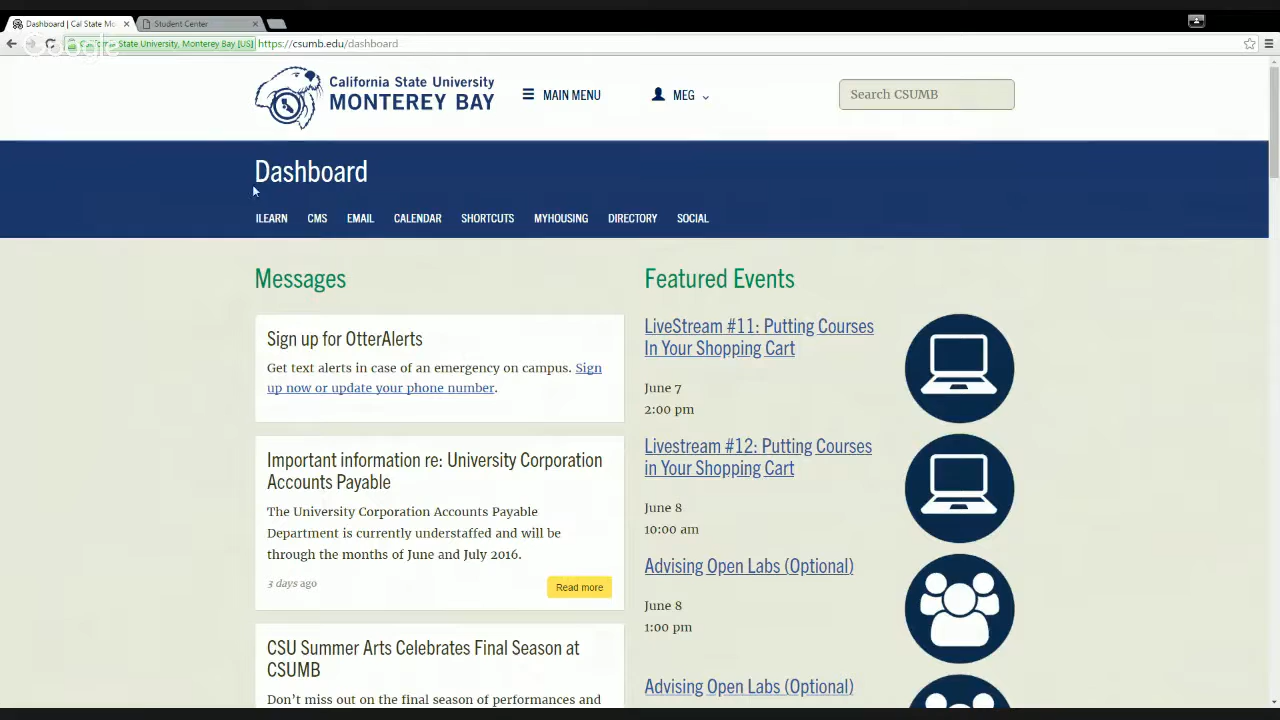 Dashboard | Cal State Mo
Student Center
Google
California State University, Monterey Bay [US] https://csumb.edu/dashboard
California State University
MONTEREY BAY
MAIN MENU
MEG
Search CSUMB
Dashboard
ILEARN CMS EMAIL CALENDAR SHORTCUTS MYHOUSING DIRECTORY SOCIAL
Messages
Sign up for OtterAlerts
Get text alerts in case of an emergency on campus. Sign
up now or update your phone number.
Important information re: University Corporation
Accounts Payable
The University Corporation Accounts Payable
Department is currently understaffed and will be
through the months of June and July 2016.
3 days ago
Read more
CSU Summer Arts Celebrates Final Season at
CSUMB
Don't miss out on the final season of performances and
Featured Events
LiveStream #11: Putting Courses
In Your Shopping Cart
June 7
2:00 pm
Livestream #12: Putting Courses
in Your Shopping Cart
June 8
10:00 am
Advising Open Labs (Optional)
June 8
1:00 pm
Advising Open Labs (Optional)